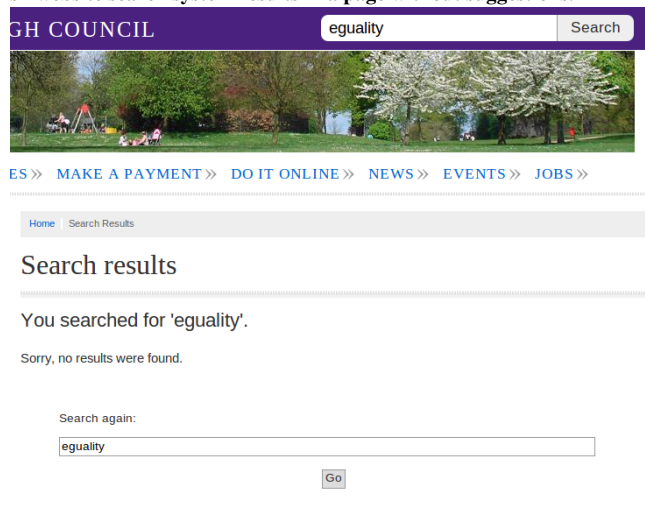 GH COUNCIL
eguality Search
ES» MAKE A PAYMENT» DO IT ONLINE» NEWS» EVENTS» JOBS»
Home Search Results
Search results
You searched for 'eguality'.
Sorry, no results were found.
Search again:
eguality
Go